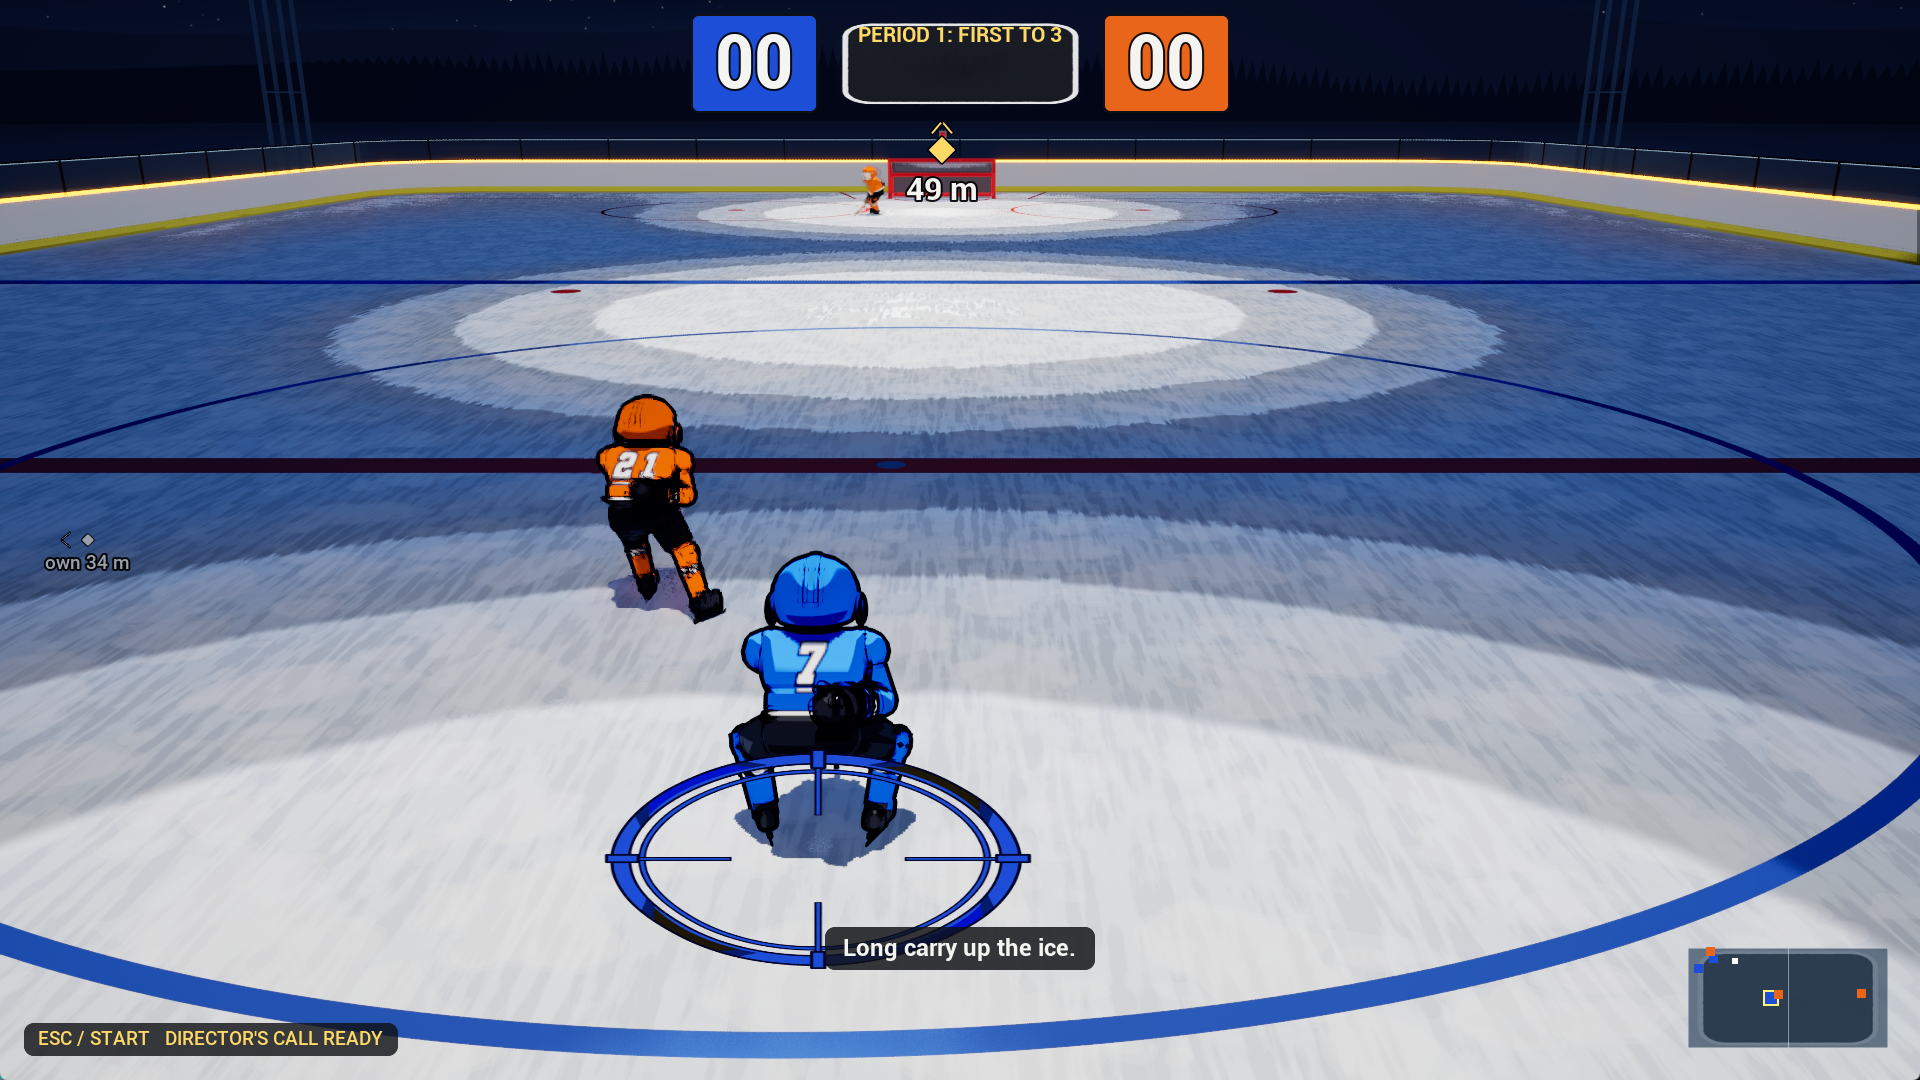 00
PERIOD 1: FIRST TO 3
00
49 m
21
own 34 m
7
Long carry up the ice.
ESC / START DIRECTOR'S CALL READY